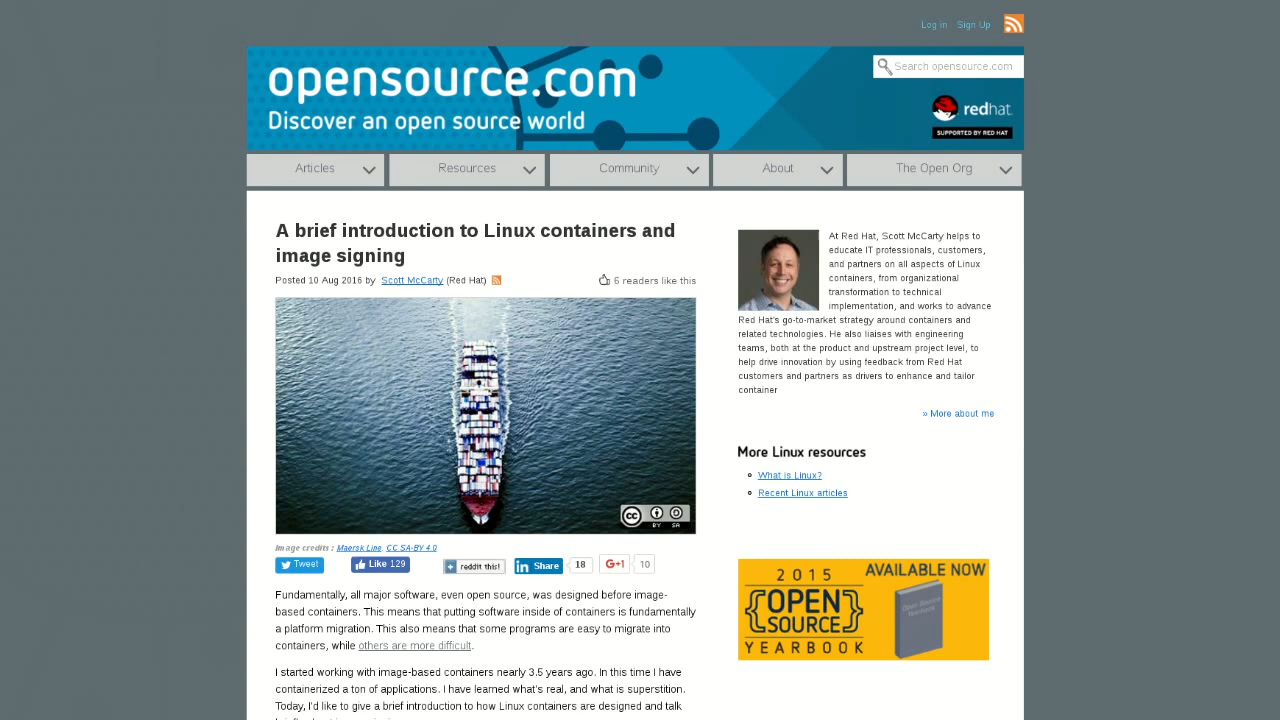 Log in Sign Up
opensource.com
Discover an open source world
Search opensource.com
redhat.
SUPPORTED BY RED HAT
Articles Resources Community About The Open Org
A brief introduction to Linux containers and
image signing
Posted 10 Aug 2016 by Scott McCarty (Red Hat)
6 readers like this
CC BY SA
Image credits : Maersk Line. CC SA-BY 4.0
Tweet Like 129 reddit this! in Share 18 G+1 10
Fundamentally, all major software, even open source, was designed before image-
based containers. This means that putting software inside of containers is fundamentally
a platform migration. This also means that some programs are easy to migrate into
containers, while others are more difficult.
I started working with image-based containers nearly 3.5 years ago. In this time I have
containerized a ton of applications. I have learned what's real, and what is superstition.
Today, I'd like to give a brief introduction to how Linux containers are designed and talk
At Red Hat, Scott McCarty helps to
educate IT professionals, customers,
and partners on all aspects of Linux
containers, from organizational
transformation to technical
implementation, and works to advance
Red Hat's go-to-market strategy around containers and
related technologies. He also liaises with engineering
teams, both at the product and upstream project level, to
help drive innovation by using feedback from Red Hat
customers and partners as drivers to enhance and tailor
container
» More about me
More Linux resources
What is Linux?
Recent Linux articles
2015
{OPEN
SOURCE}
YEARBOOK
AVAILABLE NOW
Open Source
Yearbook